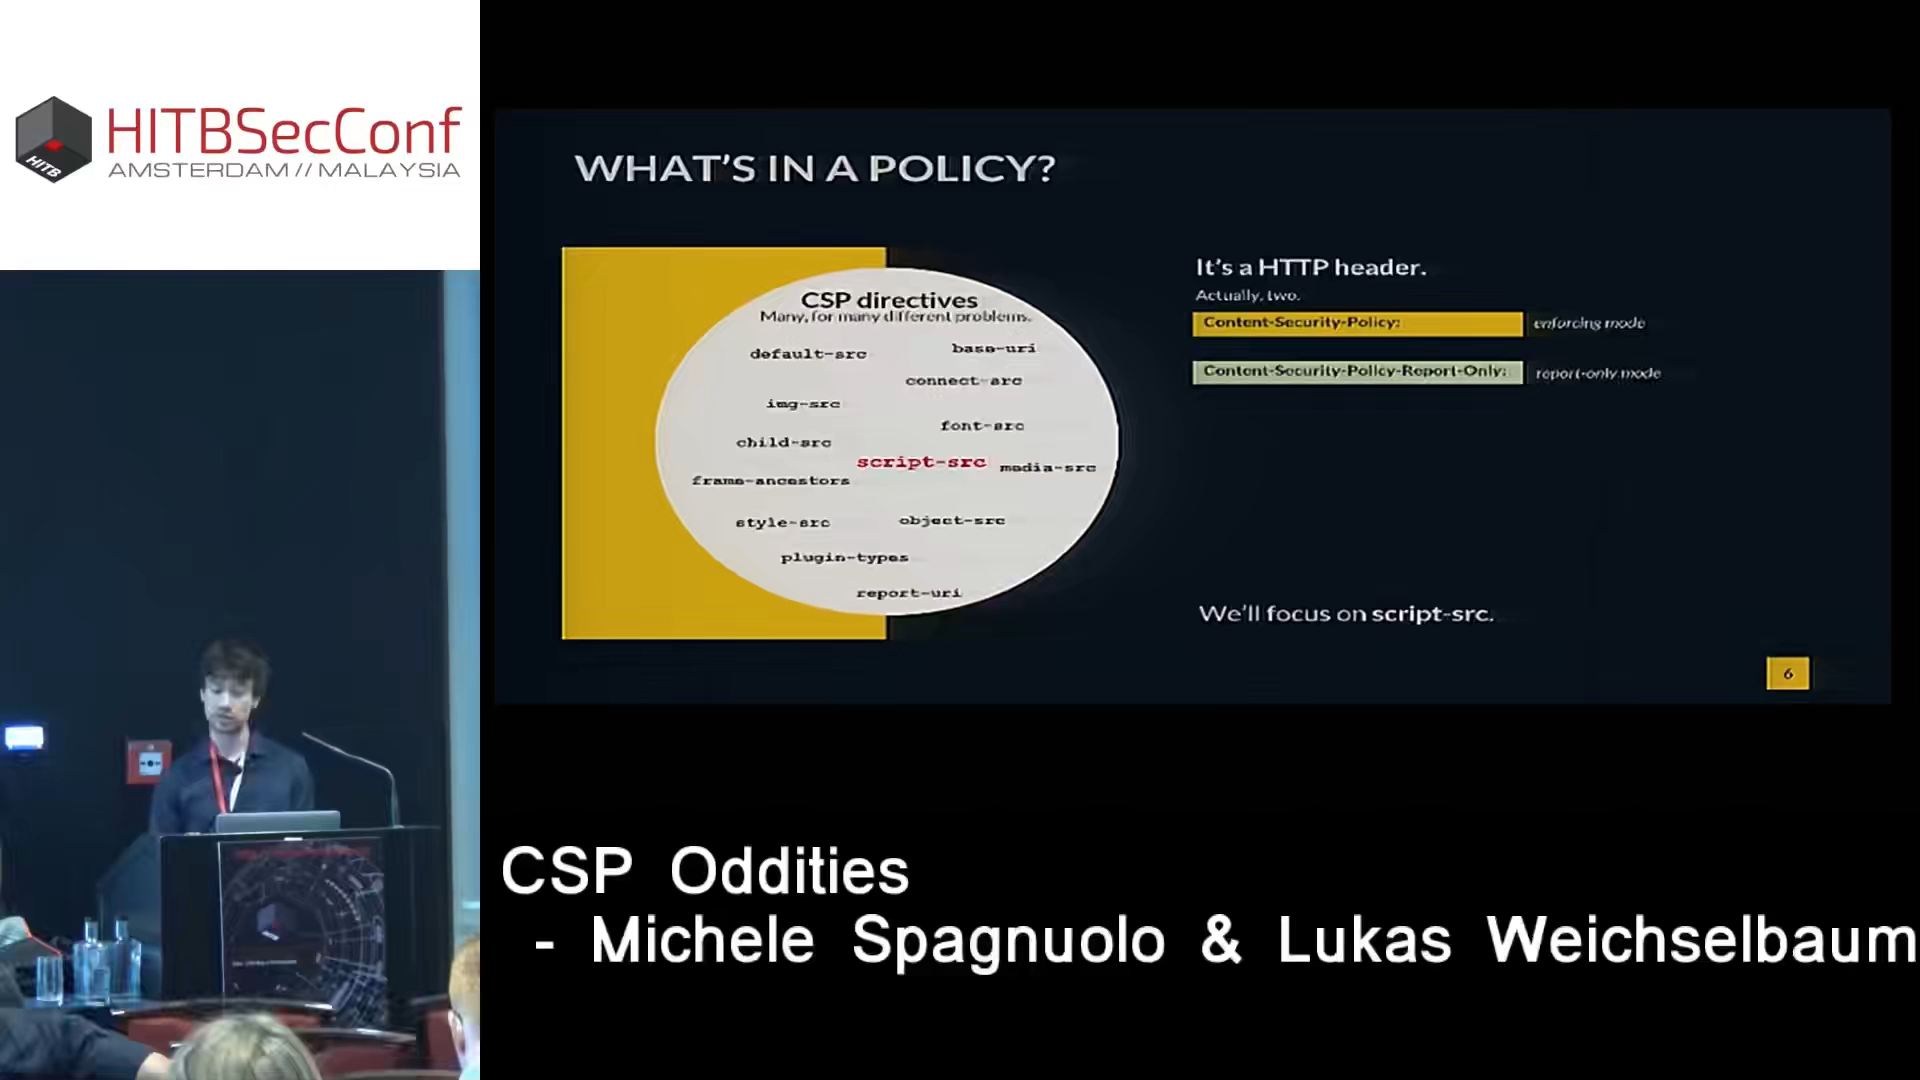 HITBSecConf
AMSTERDAM // MALAYSIA
HITB
WHAT'S IN A POLICY?
CSP directives
Many, for many different problems.
default-src
base-uri
connect-src
img-src
font-src
child-src
script-src
media-src
frame-ancestors
style-src
object-src
plugin-types
report-uri
It's a HTTP header.
Actually, two.
Content-Security-Policy: enforcing mode
Content-Security-Policy-Report-Only: report-only mode
We'll focus on script-src.
6
CSP Oddities
- Michele Spagnuolo & Lukas Weichselbaum